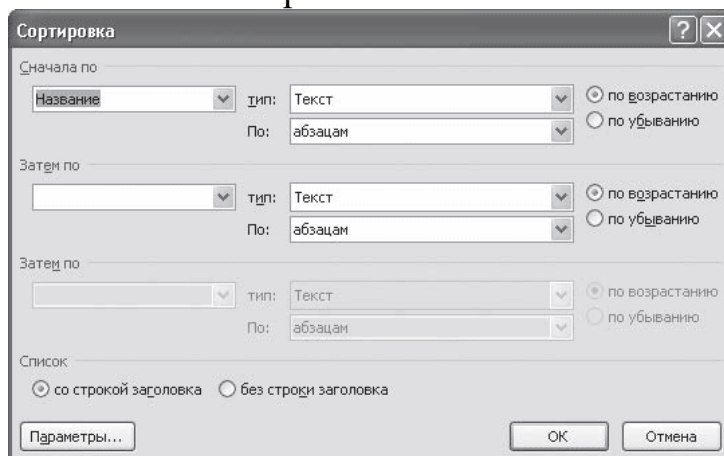 Сортировка
Сначала по
Название тип: Текст по возрастанию
По: абзацам по убыванию
Затем по
тип: Текст по возрастанию
По: абзацам по убыванию
Затем по
тип: Текст по возрастанию
По: абзацам по убыванию
Список
со строкой заголовка без строки заголовка
Параметры... ОК Отмена